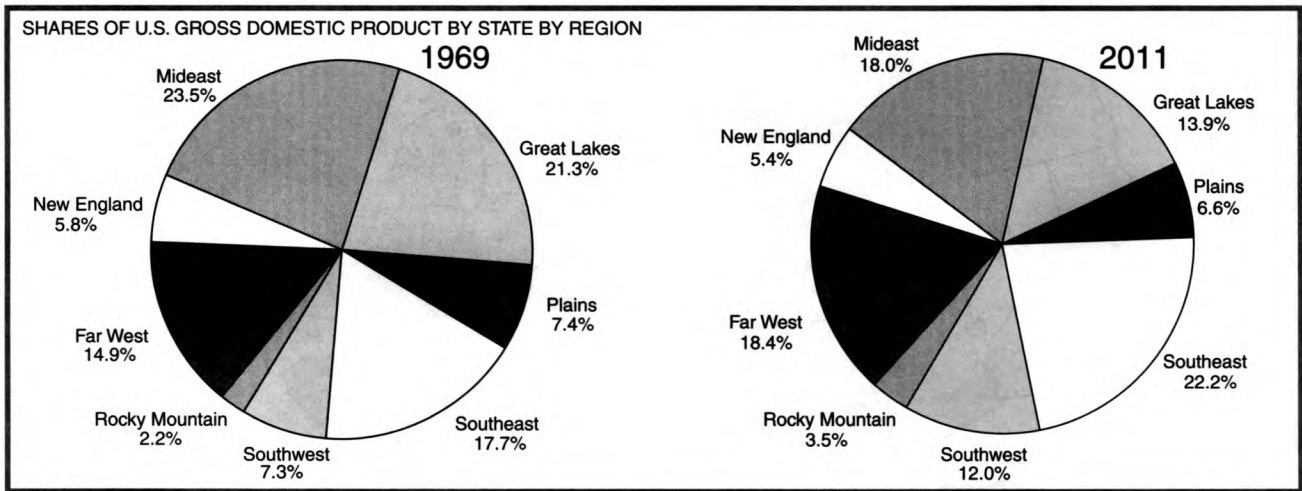 SHARES OF U.S. GROSS DOMESTIC PRODUCT BY STATE BY REGION
1969
Mideast
23.5%
Great Lakes
21.3%
New England
5.8%
Plains
7.4%
Far West
14.9%
Rocky Mountain
2.2%
Southwest
7.3%
Southeast
17.7%
2011
Mideast
18.0%
Great Lakes
13.9%
New England
5.4%
Plains
6.6%
Far West
18.4%
Southeast
22.2%
Rocky Mountain
3.5%
Southwest
12.0%